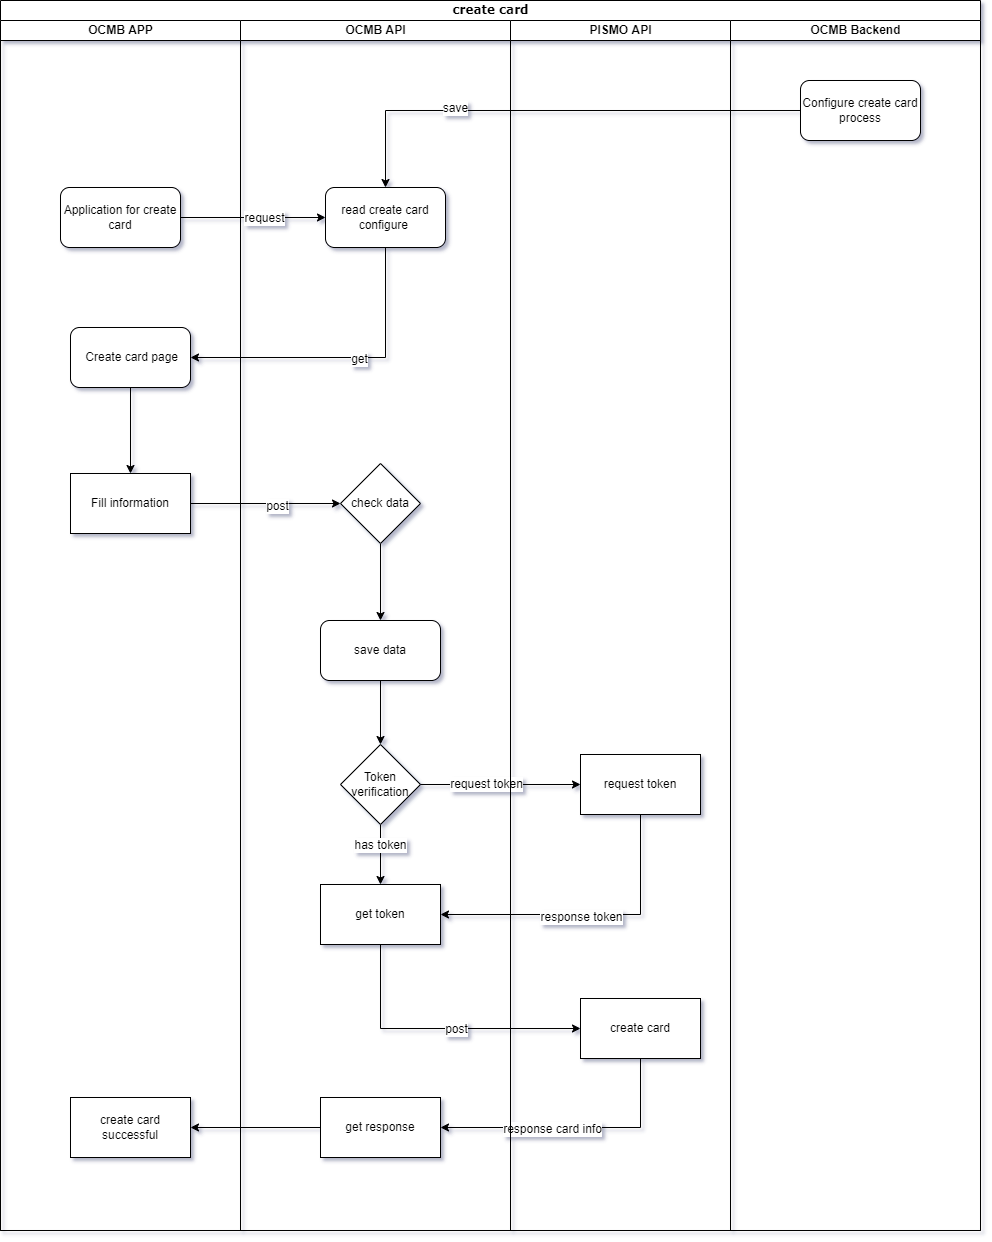 create card
OCMB APP
OCMB API
PISMO API
OCMB Backend
save
Configure create card
process
Application for create
card
request
read create card
configure
Create card page
get
Fill information
post
check data
save data
Token
verification
request token
request token
has token
get token
response token
post
create card
create card
successful
get response
response card info